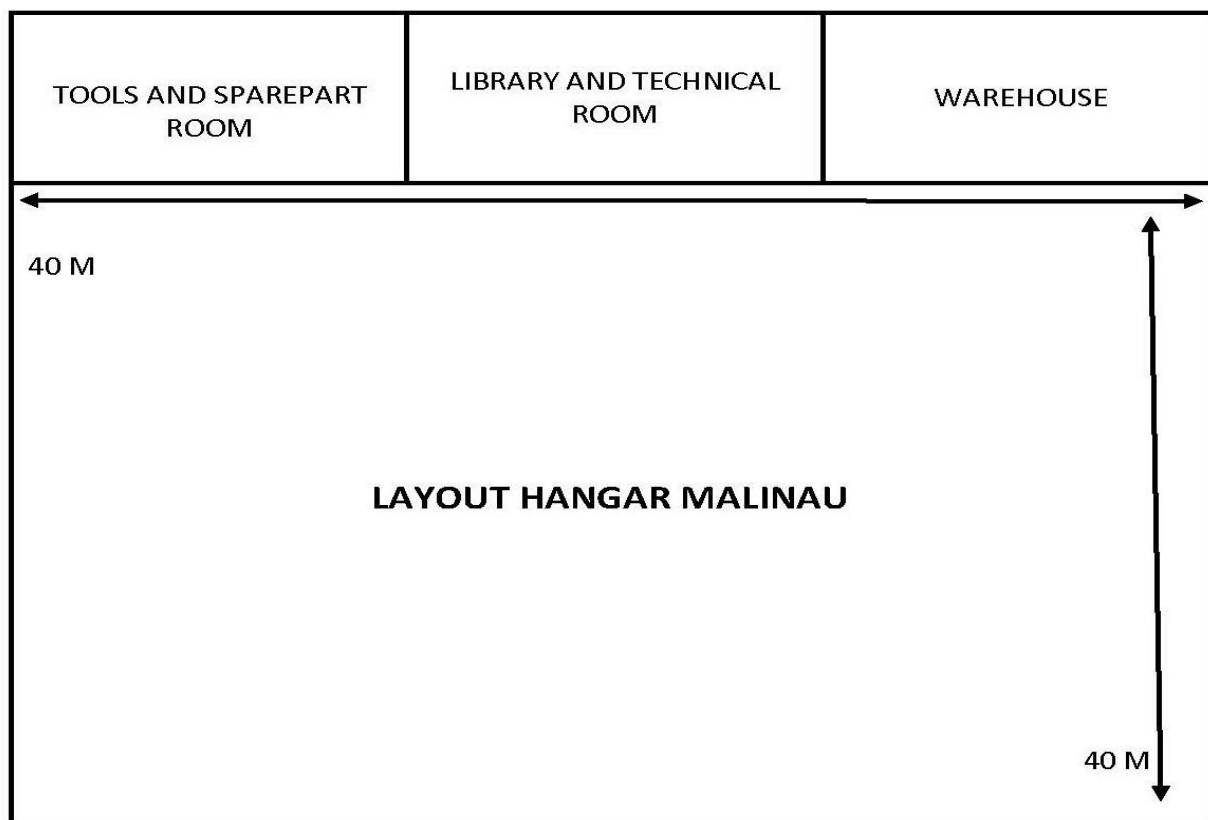 TOOLS AND SPAREPART
ROOM
LIBRARY AND TECHNICAL
ROOM
WAREHOUSE
40 M
LAYOUT HANGAR MALINAU
40 M